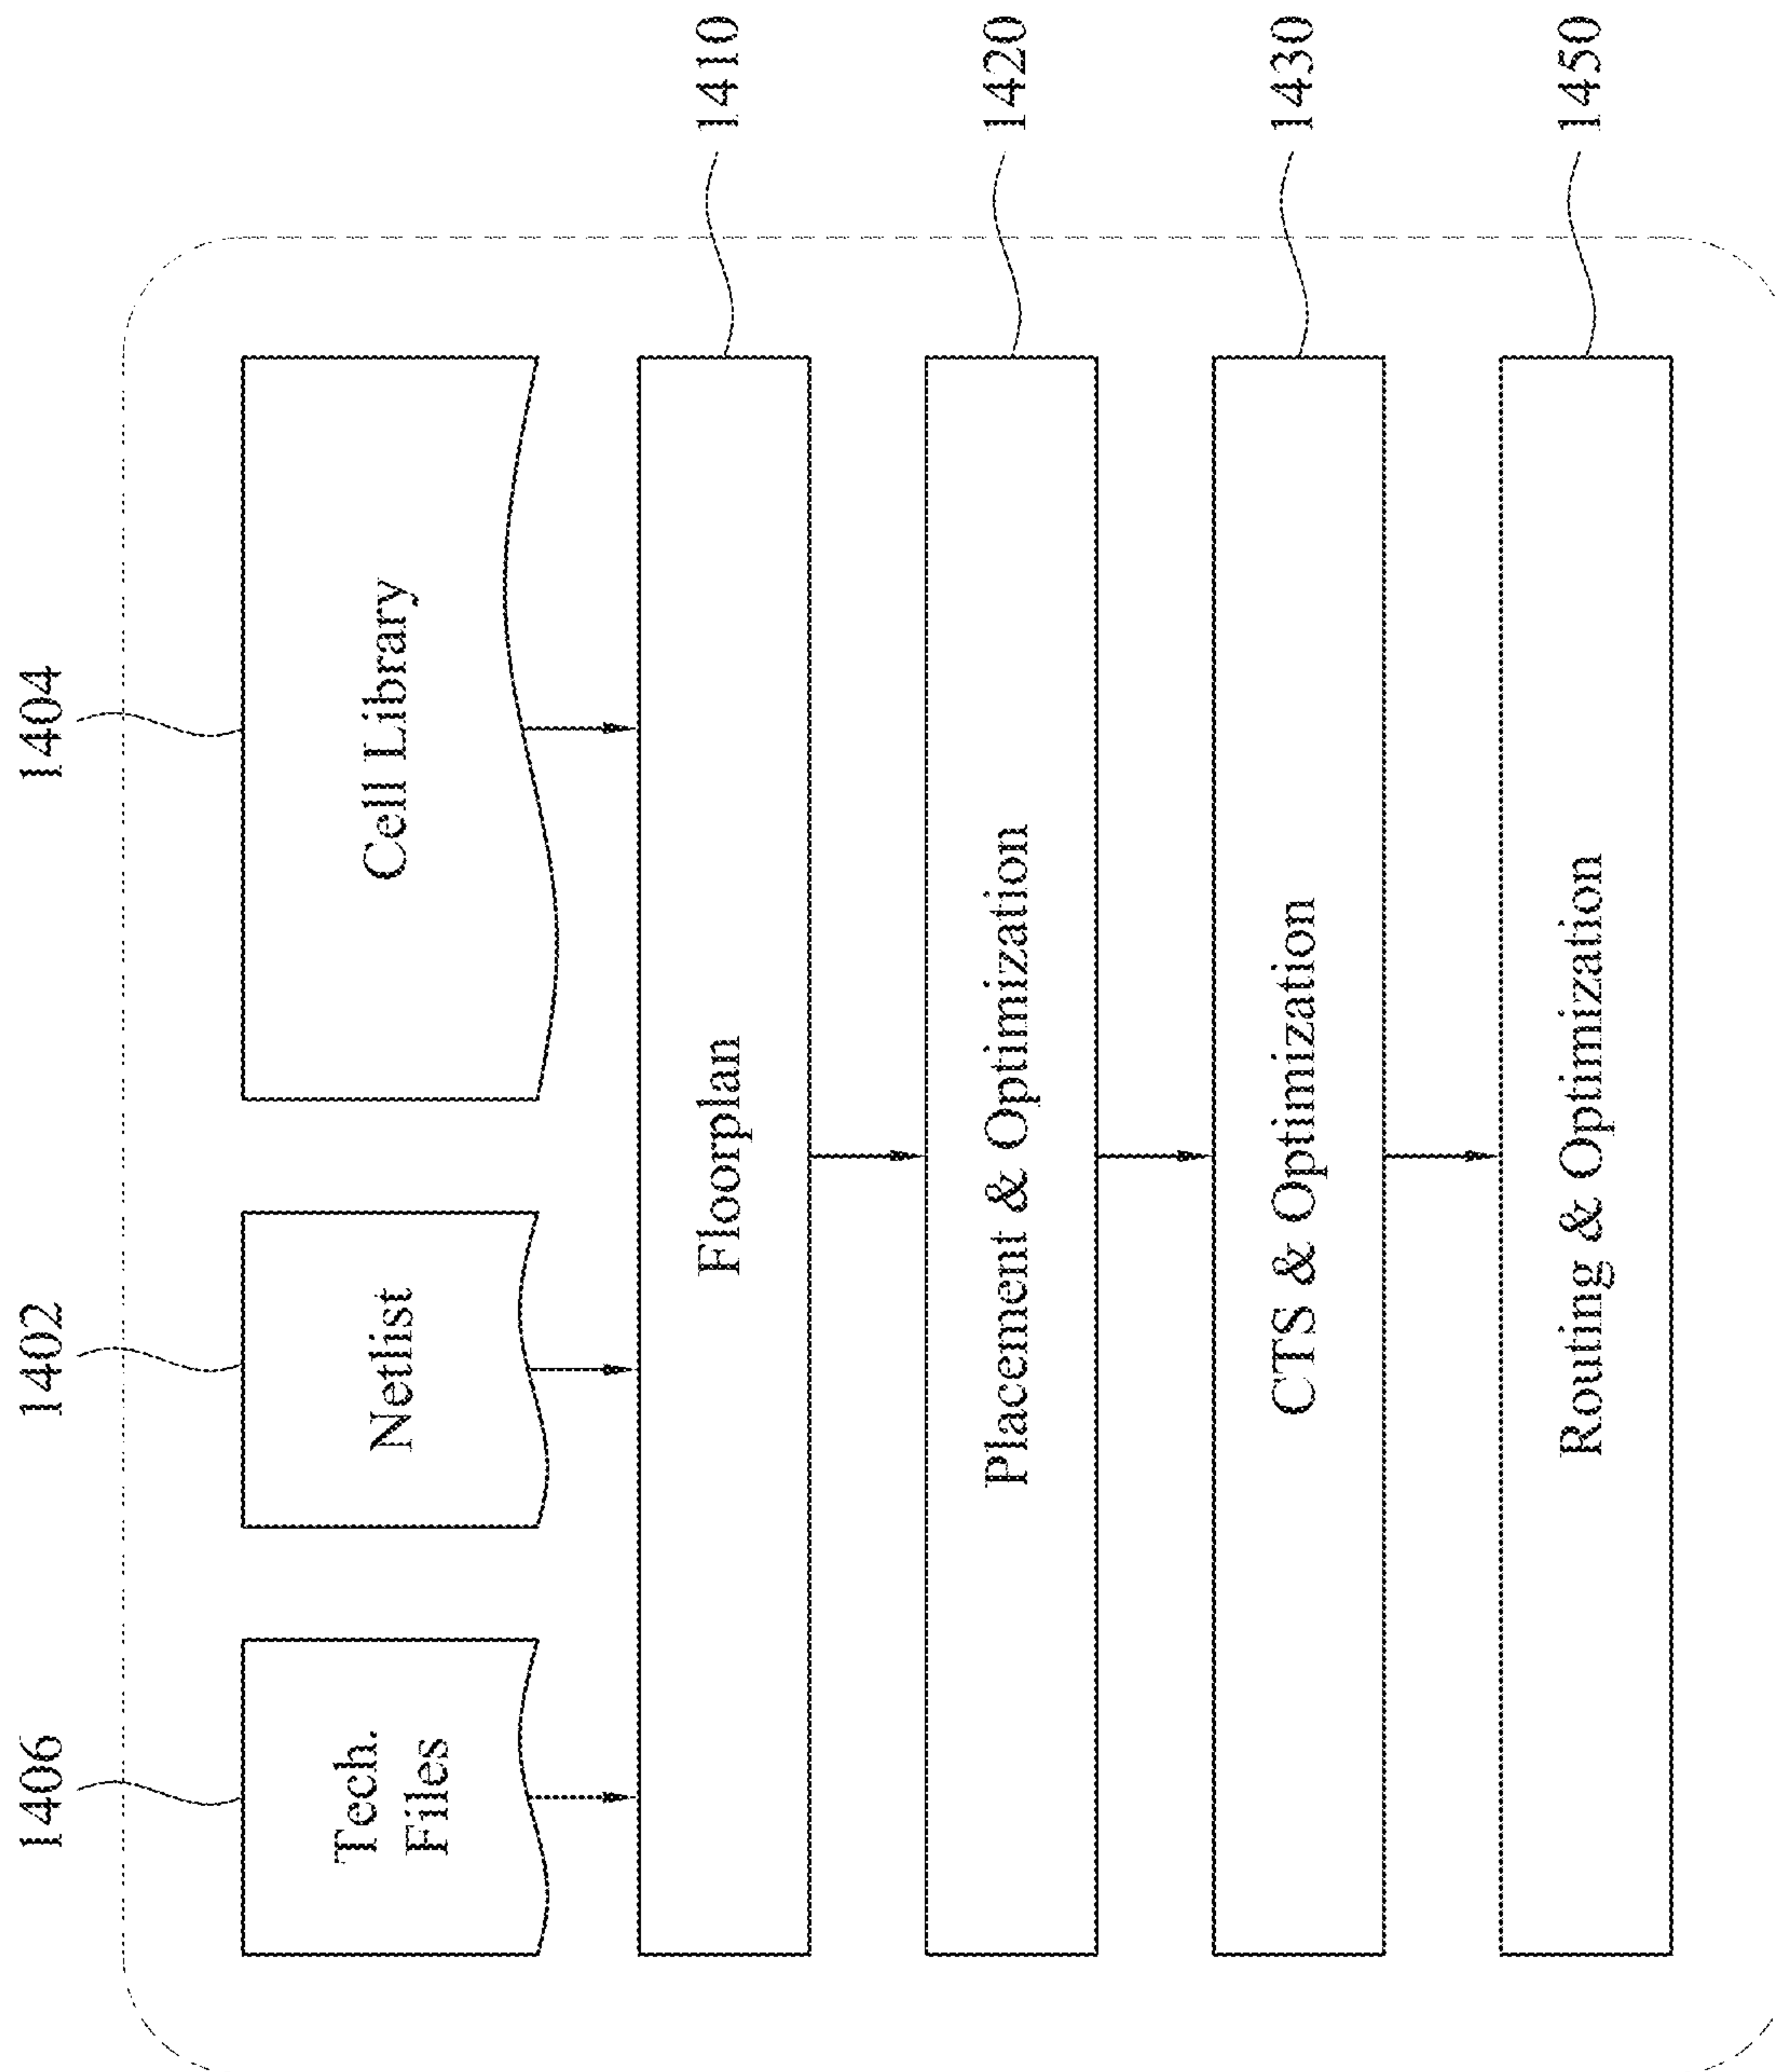 1406
1402
1404
Tech.
Files
Netlist
Cell Library
Floorplan
1410
Placement & Optimization
1420
CTS & Optimization
1430
Routing & Optimization
1450